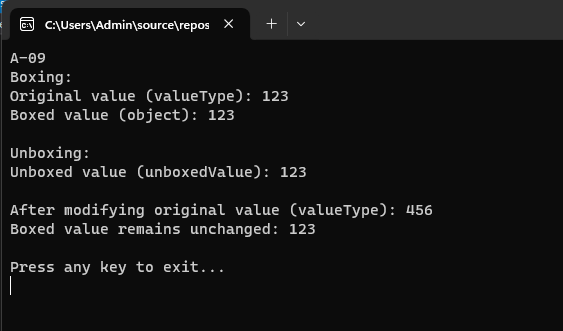 C:\Users\Admin\source\repos
A-09
Boxing:
Original value (valueType): 123
Boxed value (object): 123
Unboxing:
Unboxed value (unboxedValue): 123
After modifying original value (valueType): 456
Boxed value remains unchanged: 123
Press any key to exit...